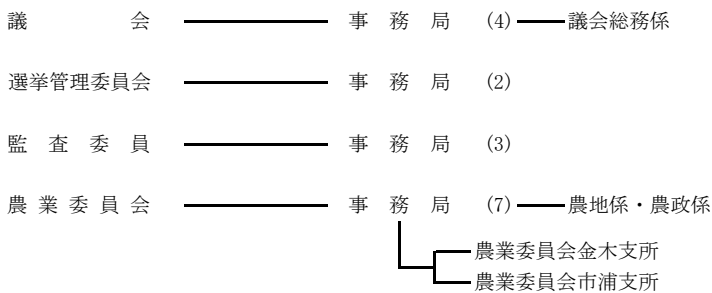 議会 事務局 (4) 議会総務係
選挙管理委員会 事務局 (2)
監査委員 事務局 (3)
農業委員会 事務局 (7) 農地係・農政係
農業委員会金木支所
農業委員会市浦支所